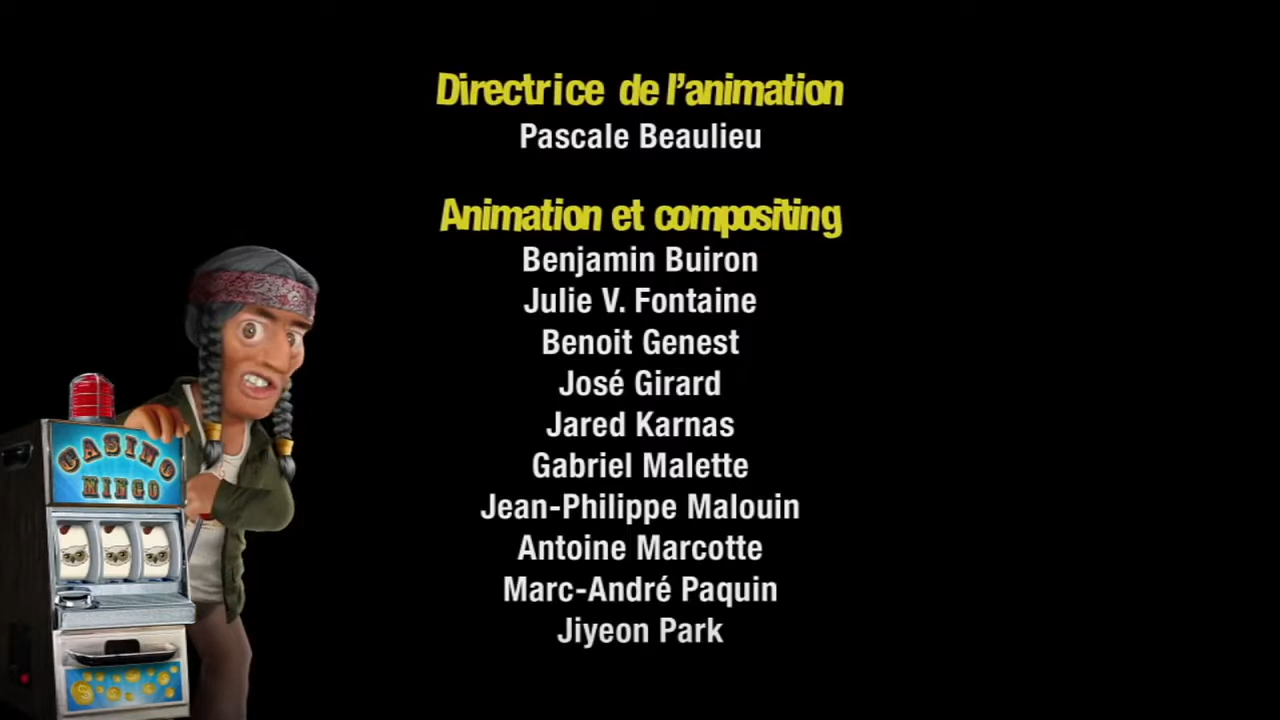 Directrice de l'animation
Pascale Beaulieu
Animation et compositing
Benjamin Buiron
Julie V. Fontaine
Benoit Genest
José Girard
Jared Karnas
Gabriel Malette
Jean-Philippe Malouin
Antoine Marcotte
Marc-André Paquin
Jiyeon Park
CASINO
MINGO